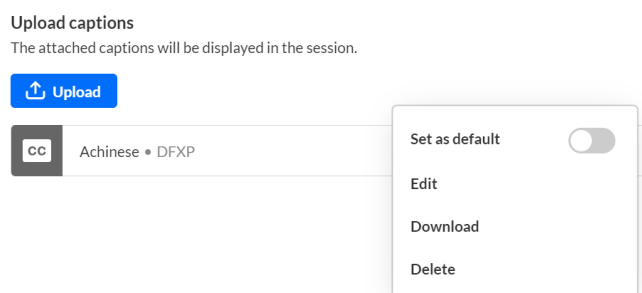 Upload captions
The attached captions will be displayed in the session.
Upload
CC Achinese • DFXP
Set as default
Edit
Download
Delete